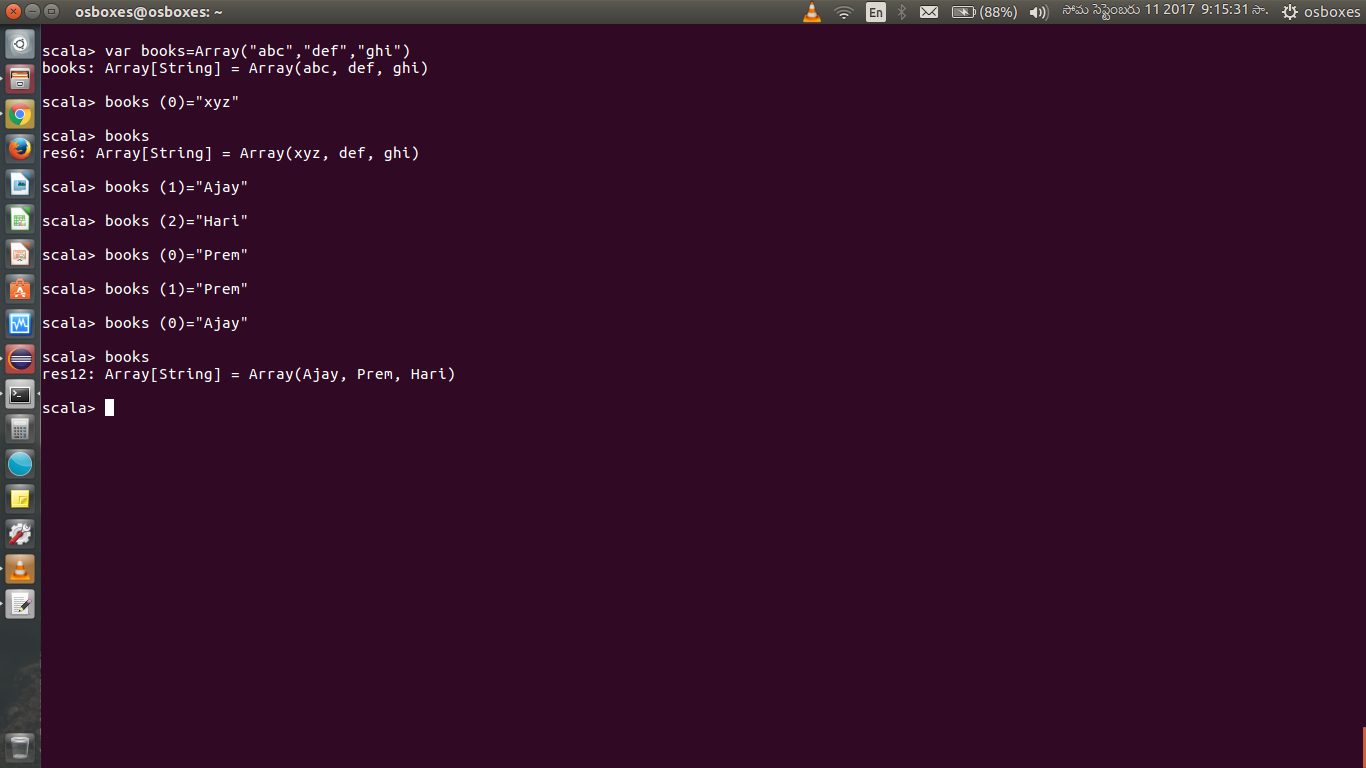 osboxes@osboxes: ~
En
(88%)
సోమ సెప్టెంబరు 11 2017 9:15:31 సా.
osboxes
scala> var books=Array("abc","def","ghi")
books: Array[String] = Array(abc, def, ghi)
scala> books (0)="xyz"
scala> books
res6: Array[String] = Array(xyz, def, ghi)
scala> books (1)="Ajay"
scala> books (2)="Hari"
scala> books (0)="Prem"
scala> books (1)="Prem"
scala> books (0)="Ajay"
scala> books
res12: Array[String] = Array(Ajay, Prem, Hari)
scala>